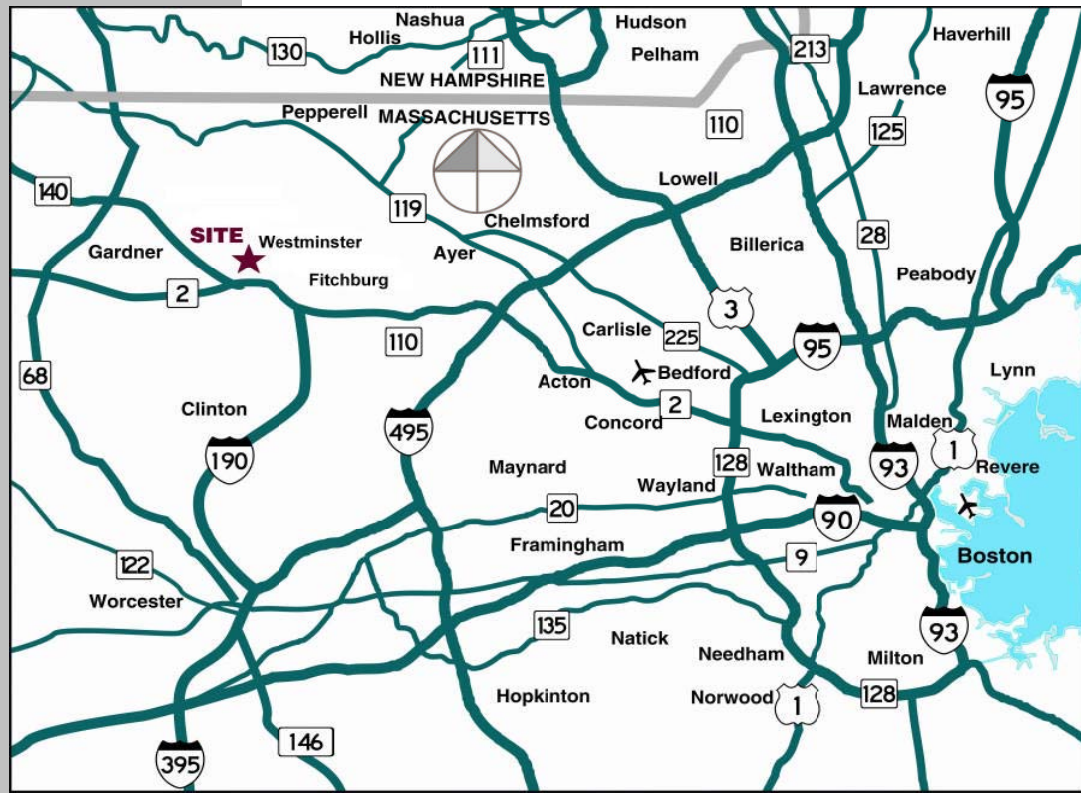 Nashua
Hudson
Hollis
130
111
Pelham
213
Haverhill
NEW HAMPSHIRE
95
Lawrence
Pepperell
MASSACHUSETTS
110
125
140
Lowell
119
Chelmsford
SITE
Westminster
Billerica
28
Gardner
Ayer
Fitchburg
Peabody
2
3
Carlisle
225
110
95
68
Acton
Bedford
Lynn
2
Clinton
Concord
Lexington
Malden
495
1
190
Maynard
128
Waltham
93
Revere
Wayland
20
90
Framingham
9
Boston
122
Worcester
135
Natick
93
Needham
Milton
Hopkinton
Norwood
1
128
146
395